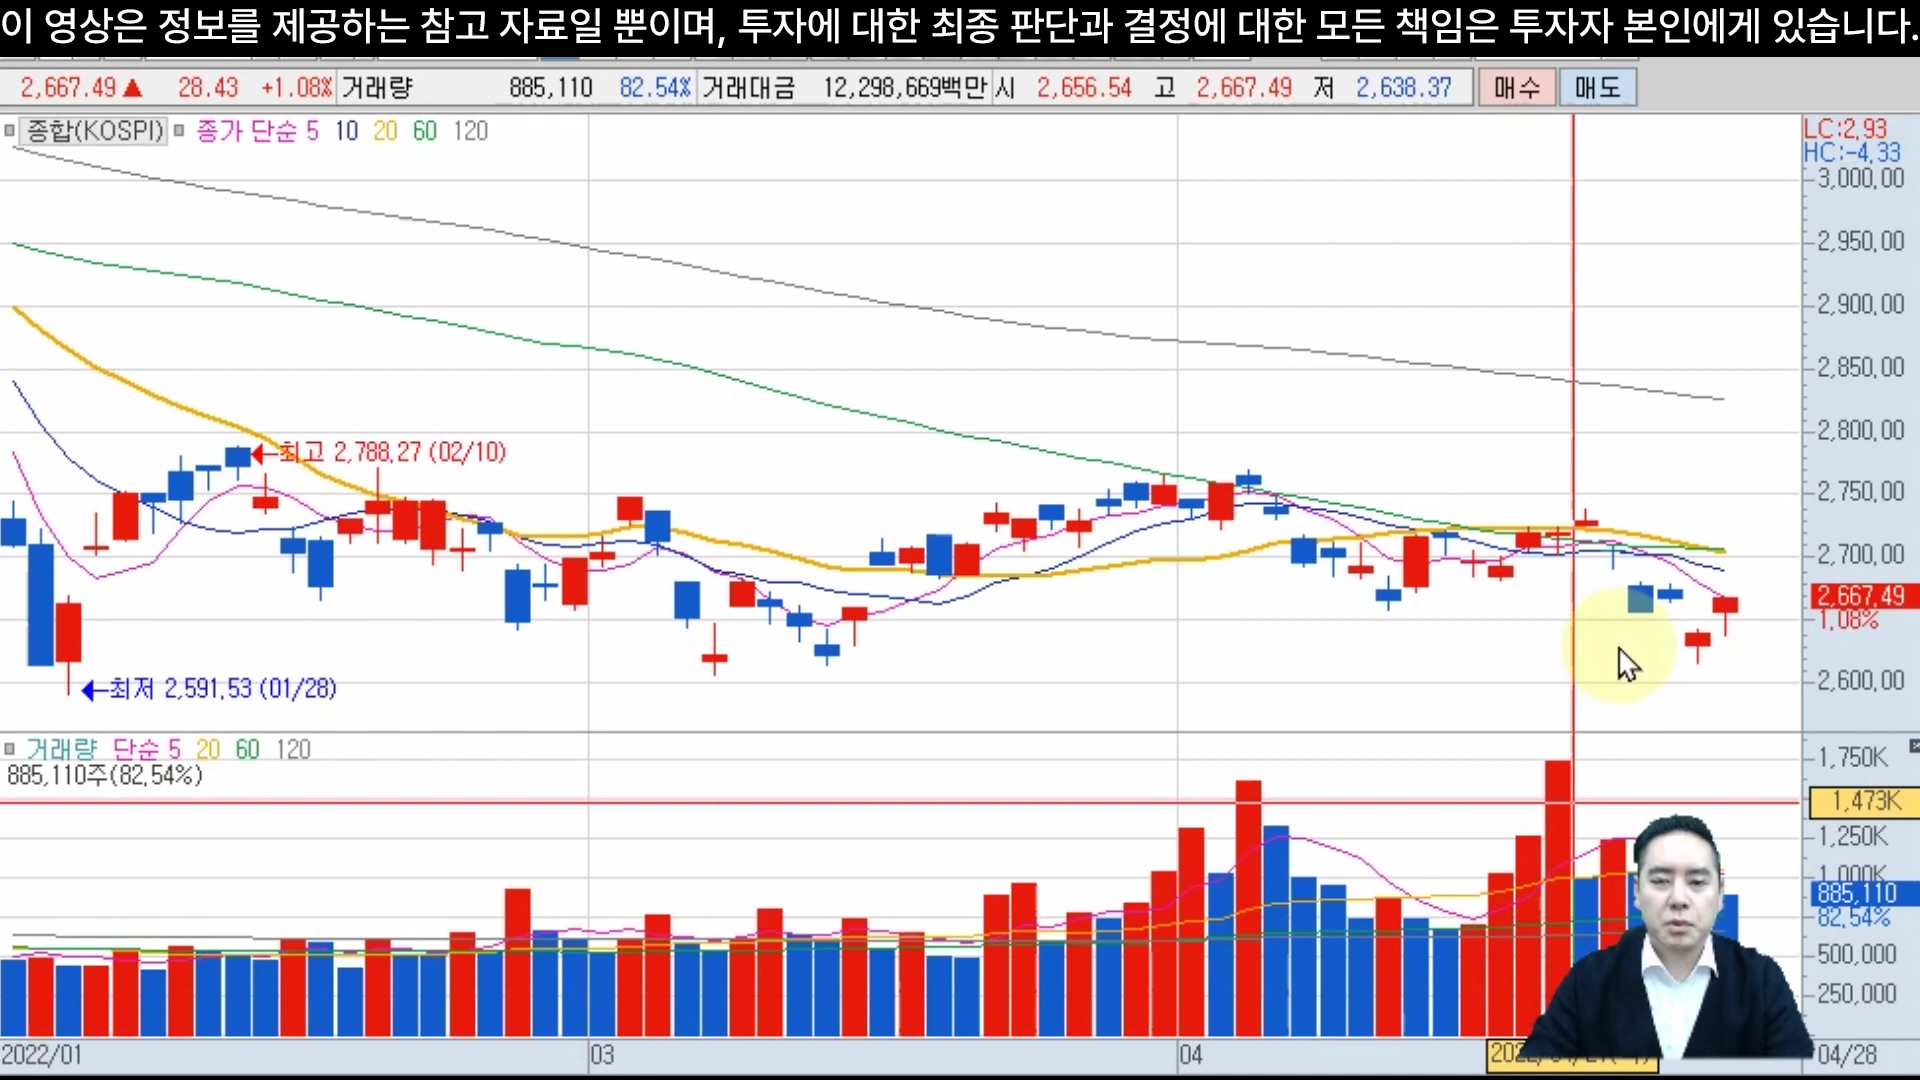 이 영상은 정보를 제공하는 참고 자료일 뿐이며, 투자에 대한 최종 판단과 결정에 대한 모든 책임은 투자자 본인에게 있습니다.
2,667.49 ▲ 28.43 +1.08% 거래량 885,110 82.54% 거래대금 12,298,669백만 시 2,656.54 고 2,667.49 저 2,638.37 매수 매도
종합(KOSPI) 종가 단순 5 10 20 60 120
LC:2.93
HC:-4.33
3,000.00
2,950.00
2,900.00
2,850.00
2,800.00
최고 2,788.27 (02/10)
2,750.00
2,700.00
2,667.49
1.08%
최저 2,591.53 (01/28)
2,600.00
거래량 단순 5 20 60 120
885,110주(82.54%)
1,750K
1,473K
1,250K
1,000K
885,110
82.54%
500,000
250,000
2022/01 03 04 04/28